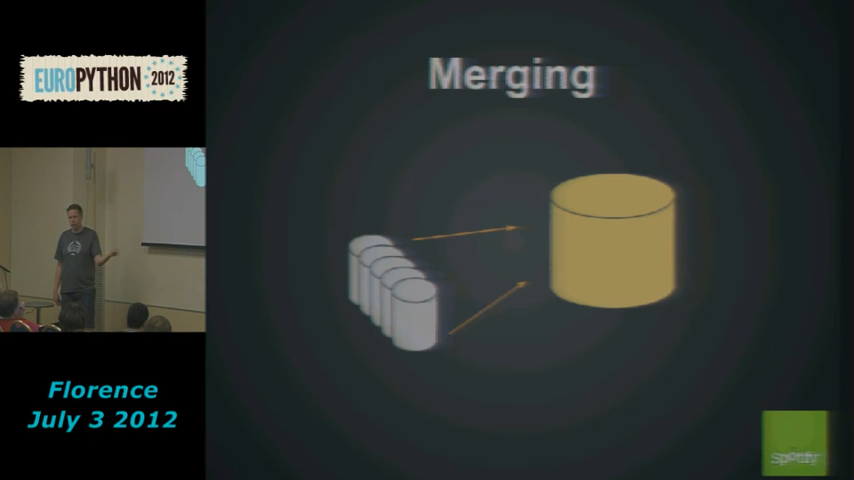 EUROPYTHON 2012
Merging
Florence
July 3 2012
Spotify